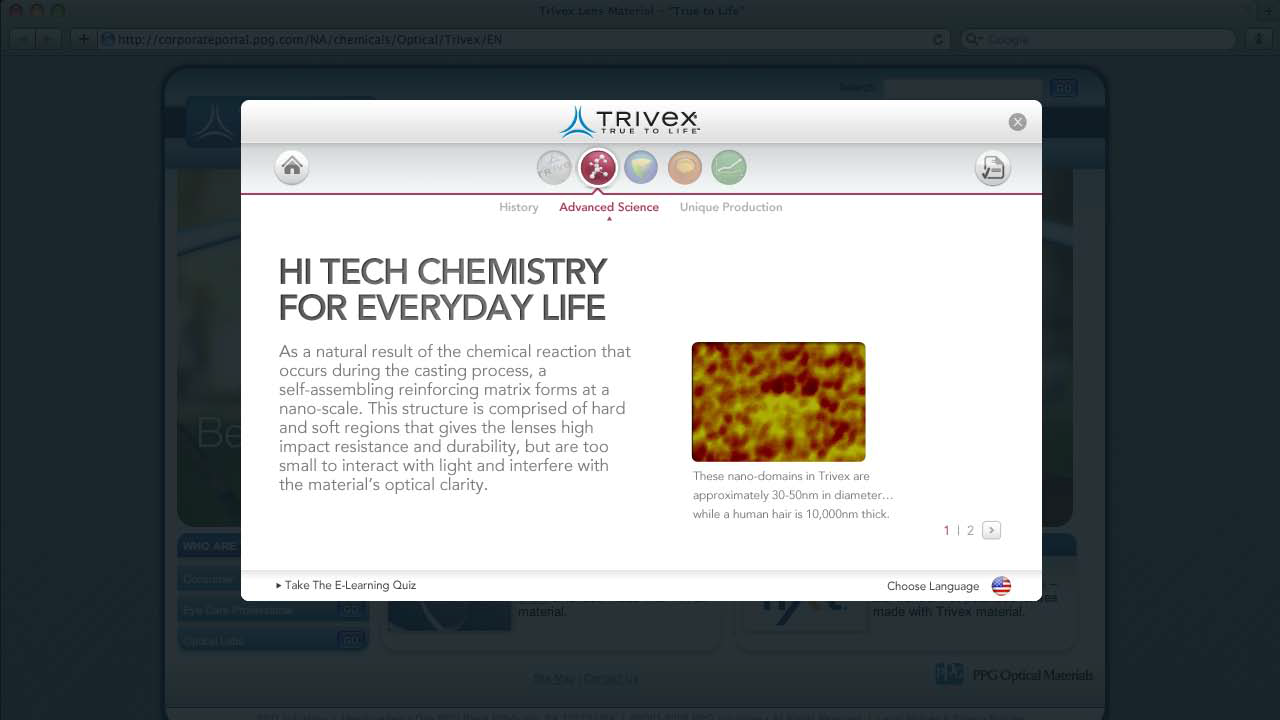 Trivex Lens Material – "True to Life"
http://corporateportal.ppg.com/NA/chemicals/Optical/Trivex/EN
Google
Search
GO
TRIVEX
TRUE TO LIFE™
History
Advanced Science
Unique Production
HI TECH CHEMISTRY
FOR EVERYDAY LIFE
As a natural result of the chemical reaction that
occurs during the casting process, a
self-assembling reinforcing matrix forms at a
nano-scale. This structure is comprised of hard
and soft regions that gives the lenses high
impact resistance and durability, but are too
small to interact with light and interfere with
the material's optical clarity.
These nano-domains in Trivex are
approximately 30-50nm in diameter…
while a human hair is 10,000nm thick.
1 | 2
Be
WHO ARE
Take The E-Learning Quiz
Choose Language
Consumer
Eye Care Professional GO
Optical Labs GO
material.
made with Trivex material.
Site Map | Contact Us
PPG PPG Optical Materials